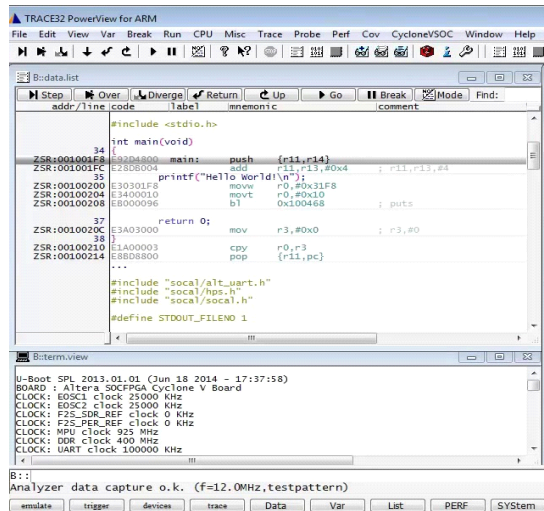 TRACE32 PowerView for ARM
File Edit View Var Break Run CPU Misc Trace Probe Perf Cov CycloneVSOC Window Help
B::data.list
Step Over Diverge Return Up Go Break Mode Find:
addr/line code label mnemonic comment
#include <stdio.h>
int main(void)
34 {
ZSR:001001F8 E92D4800 main: push {r11,r14}
ZSR:001001FC E28DB004 add r11,r13,#0x4 ; r11,r13,#4
35 printf("Hello World!\n");
ZSR:00100200 E30301F8 movw r0,#0x31F8
ZSR:00100204 E3400010 movt r0,#0x10
ZSR:00100208 EB000096 bl 0x100468 ; puts
37 return 0;
ZSR:0010020C E3A03000 mov r3,#0x0 ; r3,#0
38 }
ZSR:00100210 E1A00003 cpy r0,r3
ZSR:00100214 E8BD8800 pop {r11,pc}
...
#include "socal/alt_uart.h"
#include "socal/hps.h"
#include "socal/socal.h"
#define STDOUT_FILENO 1
B::term.view
U-Boot SPL 2013.01.01 (Jun 18 2014 - 17:37:58)
BOARD : Altera SOCFPGA Cyclone V Board
CLOCK: EOSC1 clock 25000 KHz
CLOCK: EOSC2 clock 25000 KHz
CLOCK: F2S_SDR_REF clock 0 KHz
CLOCK: F2S_PER_REF clock 0 KHz
CLOCK: MPU clock 925 MHz
CLOCK: DDR clock 400 MHz
CLOCK: UART clock 100000 KHz
B::
Analyzer data capture o.k. (f=12.0MHz,testpattern)
emulate trigger devices trace Data Var List PERF SYStem